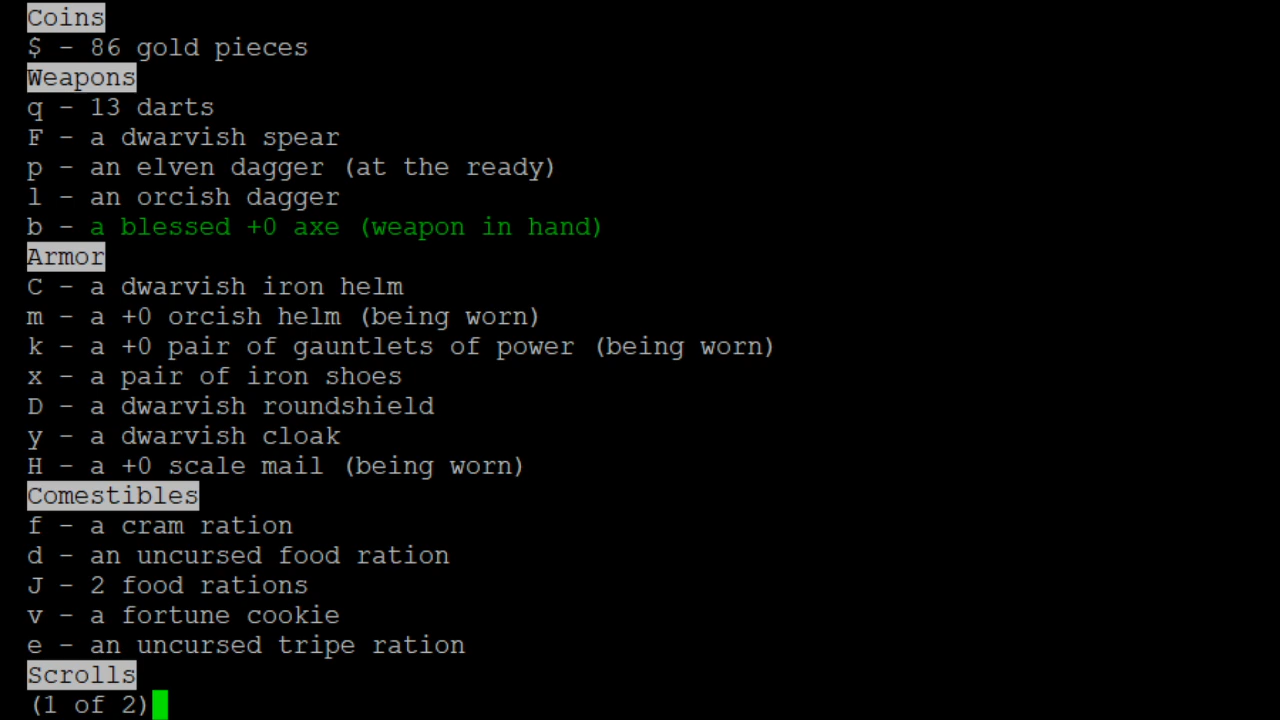 Coins
$ - 86 gold pieces
Weapons
q - 13 darts
F - a dwarvish spear
p - an elven dagger (at the ready)
l - an orcish dagger
b - a blessed +0 axe (weapon in hand)
Armor
C - a dwarvish iron helm
m - a +0 orcish helm (being worn)
k - a +0 pair of gauntlets of power (being worn)
x - a pair of iron shoes
D - a dwarvish roundshield
y - a dwarvish cloak
H - a +0 scale mail (being worn)
Comestibles
f - a cram ration
d - an uncursed food ration
J - 2 food rations
v - a fortune cookie
e - an uncursed tripe ration
Scrolls
(1 of 2)